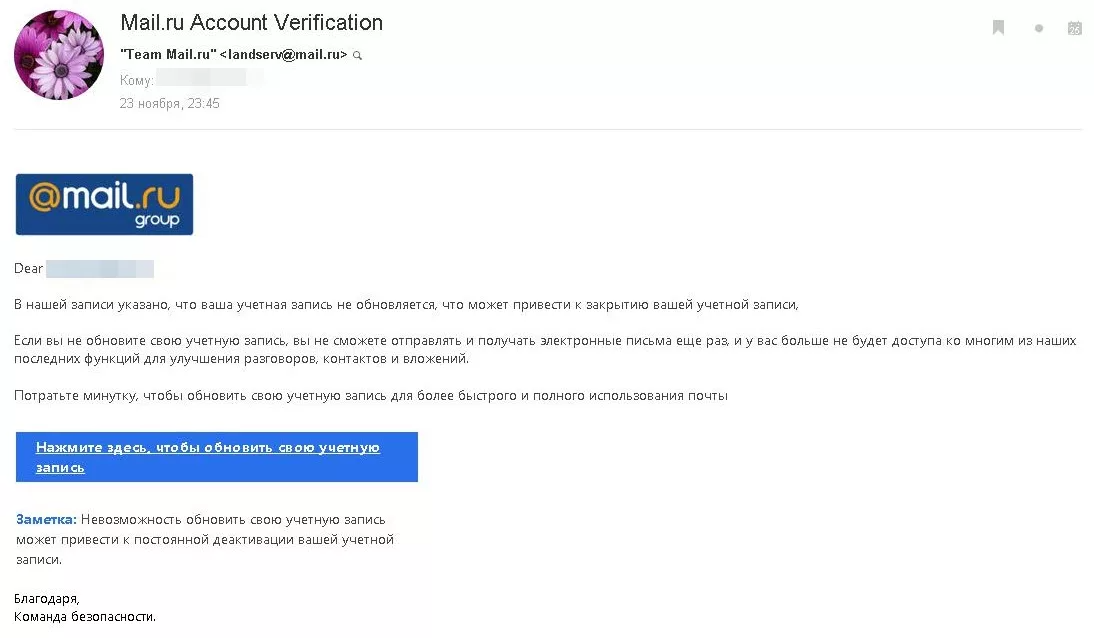 Mail.ru Account Verification
"Team Mail.ru" <landserv@mail.ru>
Кому:
23 ноября, 23:45
26
@mail.ru
group
Dear
В нашей записи указано, что ваша учетная запись не обновляется, что может привести к закрытию вашей учетной записи,
Если вы не обновите свою учетную запись, вы не сможете отправлять и получать электронные письма еще раз, и у вас больше не будет доступа ко многим из наших
последних функций для улучшения разговоров, контактов и вложений.
Потратьте минутку, чтобы обновить свою учетную запись для более быстрого и полного использования почты
Нажмите здесь, чтобы обновить свою учетную
запись
Заметка: Невозможность обновить свою учетную запись
может привести к постоянной деактивации вашей учетной
записи.
Благодаря,
Команда безопасности.